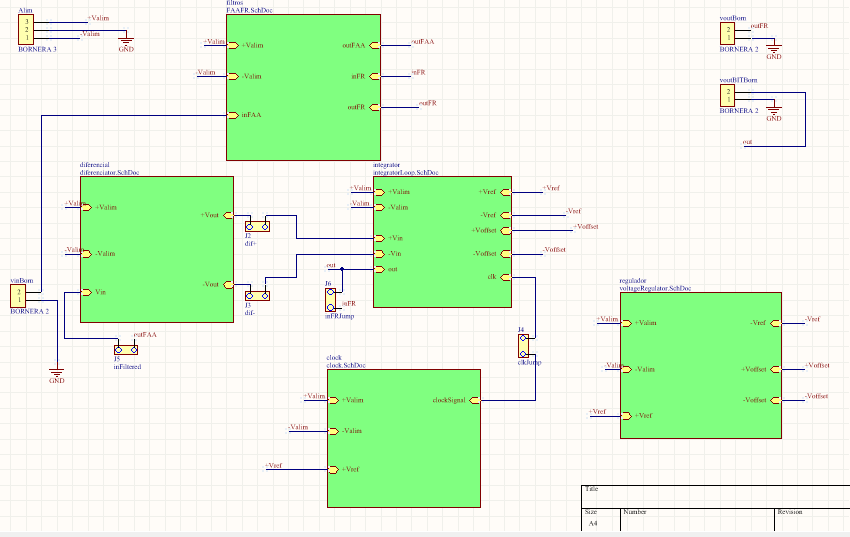 Alim
3
2
1
BORNERA 3
+Valim
-Valim
GND
filtros
FAAFR.SchDoc
+Valim
+Valim
-Valim
-Valim
inFAA
outFAA
outFAA
inFR
inFR
outFR
outFR
voutBorn
2
1
BORNERA 2
outFR
GND
voutBITBorn
2
1
BORNERA 2
GND
out
diferencial
diferenciator.SchDoc
+Valim
+Valim
-Valim
-Valim
Vin
+Vout
-Vout
J2
dif+
J3
dif-
integrator
integratorLoop.SchDoc
+Valim
+Valim
-Valim
-Valim
+Vin
-Vin
out
out
+Vref
+Vref
-Vref
-Vref
+Voffset
+Voffset
-Voffset
-Voffset
clk
J6
inFR
inFRJump
vinBorn
2
1
BORNERA 2
GND
outFAA
J5
inFiltered
J4
clkJump
clock
clock.SchDoc
+Valim
+Valim
-Valim
-Valim
+Vref
+Vref
clockSignal
regulador
voltageRegulator.SchDoc
+Valim
+Valim
-Valim
-Valim
+Vref
+Vref
-Vref
-Vref
+Voffset
+Voffset
-Voffset
-Voffset
Title
Size
Number
Revision
A4